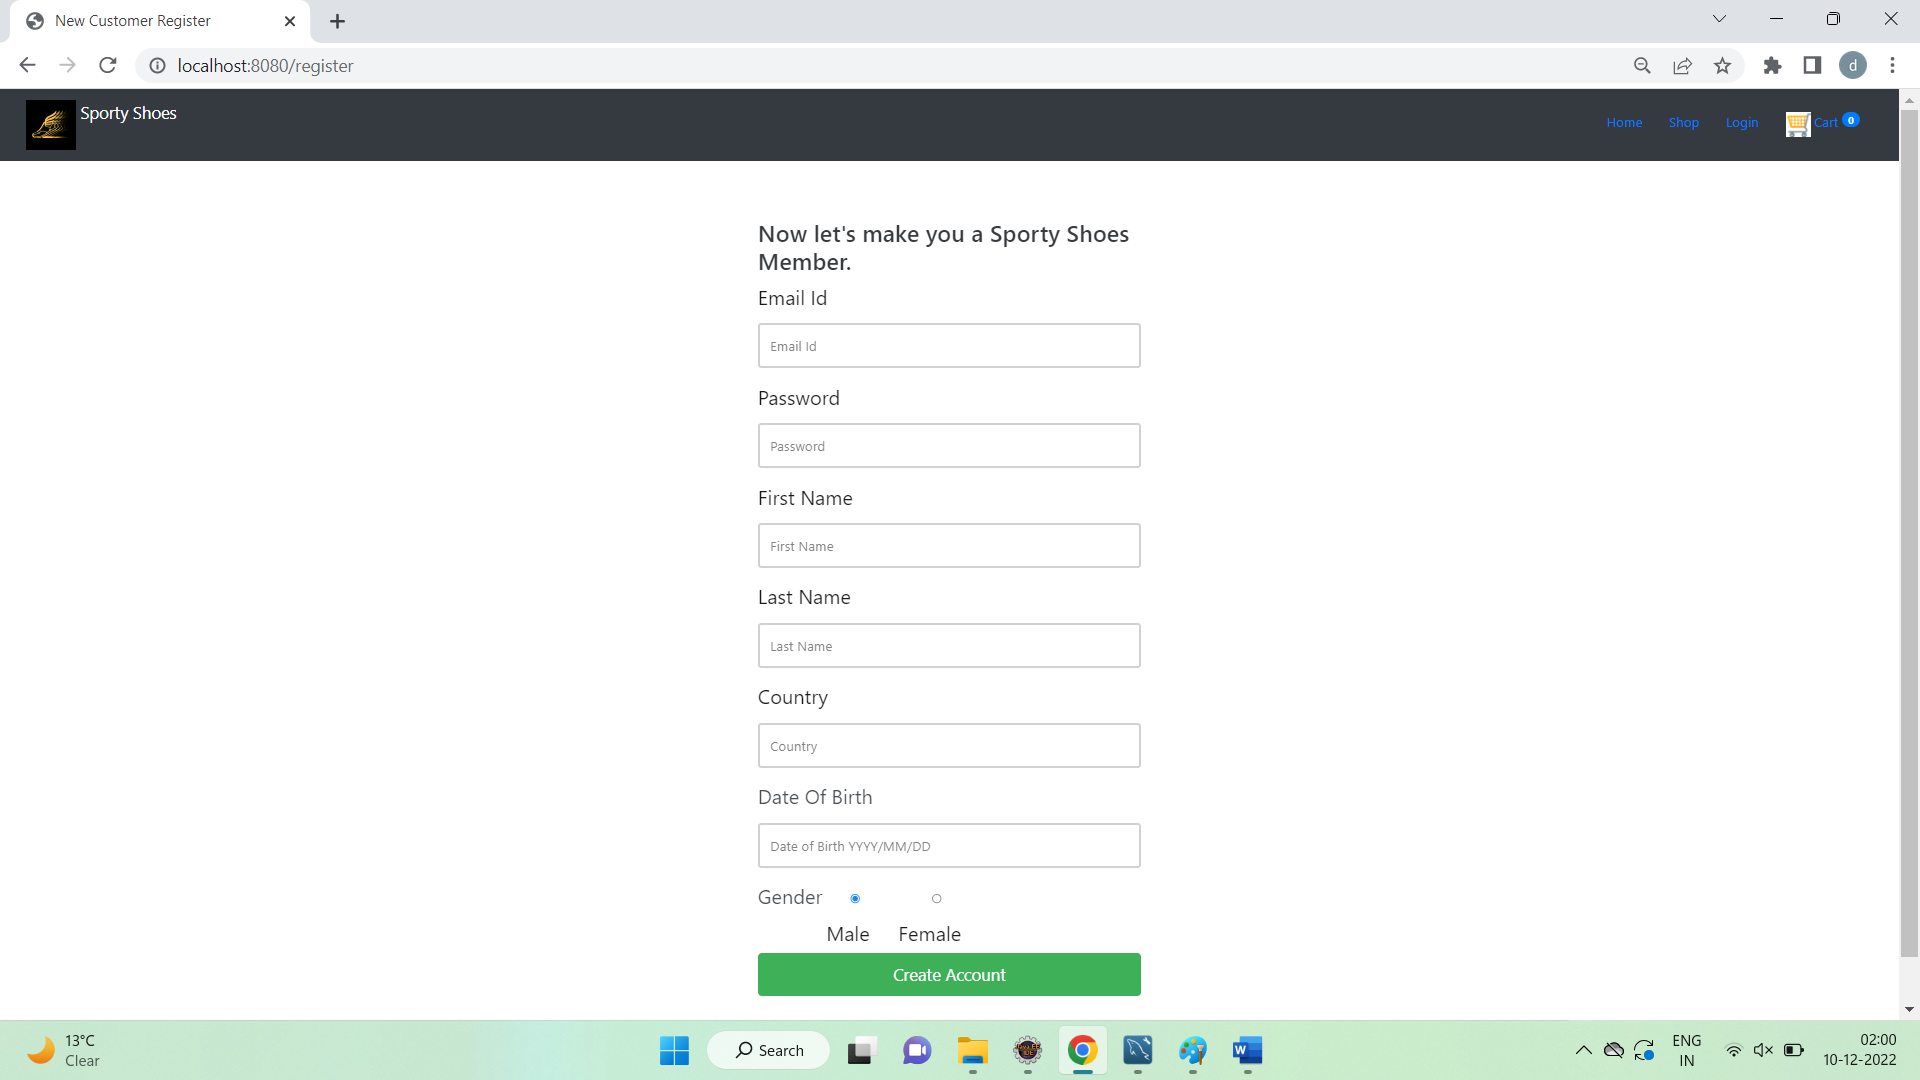 New Customer Register
localhost:8080/register
d
Sporty Shoes
Home
Shop
Login
Cart 0
Now let's make you a Sporty Shoes
Member.
Email Id
Email Id
Password
Password
First Name
First Name
Last Name
Last Name
Country
Country
Date Of Birth
Date of Birth YYYY/MM/DD
Gender
Male Female
Create Account
13°C
Clear
Search
W
ENG
IN
02:00
10-12-2022